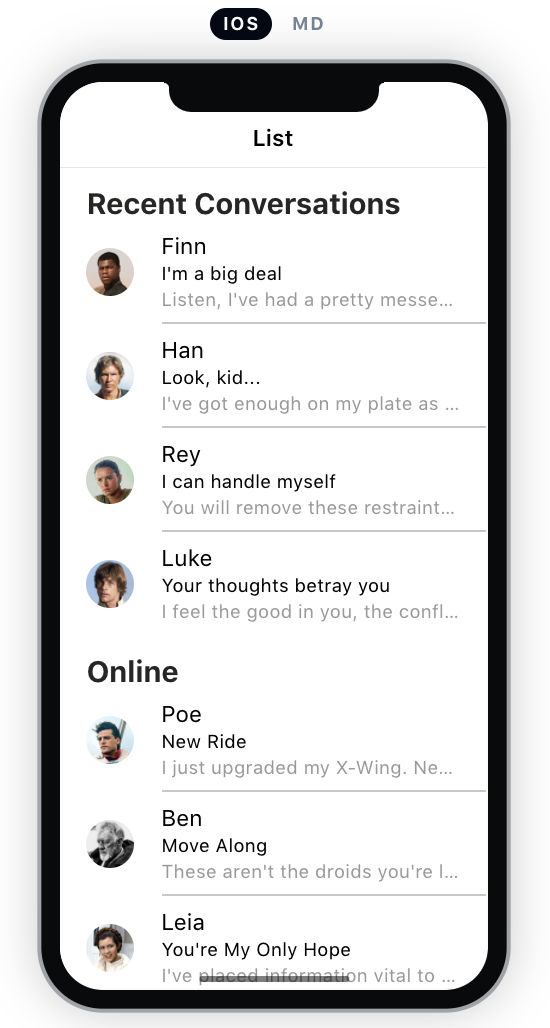 IOS MD
List
Recent Conversations
Finn
I'm a big deal
Listen, I've had a pretty messe...
Han
Look, kid...
I've got enough on my plate as ...
Rey
I can handle myself
You will remove these restraint...
Luke
Your thoughts betray you
I feel the good in you, the confl...
Online
Poe
New Ride
I just upgraded my X-Wing. Ne...
Ben
Move Along
These aren't the droids you're l...
Leia
You're My Only Hope
I've placed information vital to ...